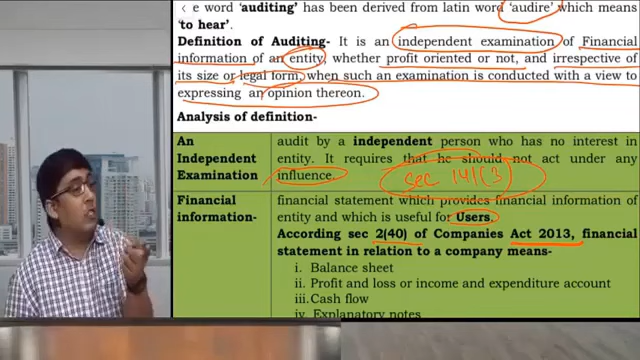 e word 'auditing' has been derived from latin word 'audire' which means
'to hear'.
Definition of Auditing- It is an independent examination of Financial
information of an entity, whether profit oriented or not, and irrespective of
its size or legal form, when such an examination is conducted with a view to
expressing an opinion thereon.
Analysis of definition-
An Independent Examination
audit by a independent person who has no interest in
entity. It requires that he should not act under any
influence.
sec 141(3)
Financial information-
financial statement which provides financial information of
entity and which is useful for Users.
According sec 2(40) of Companies Act 2013, financial
statement in relation to a company means-
i. Balance sheet
ii. Profit and loss or income and expenditure account
iii. Cash flow
iv. Explanatory notes